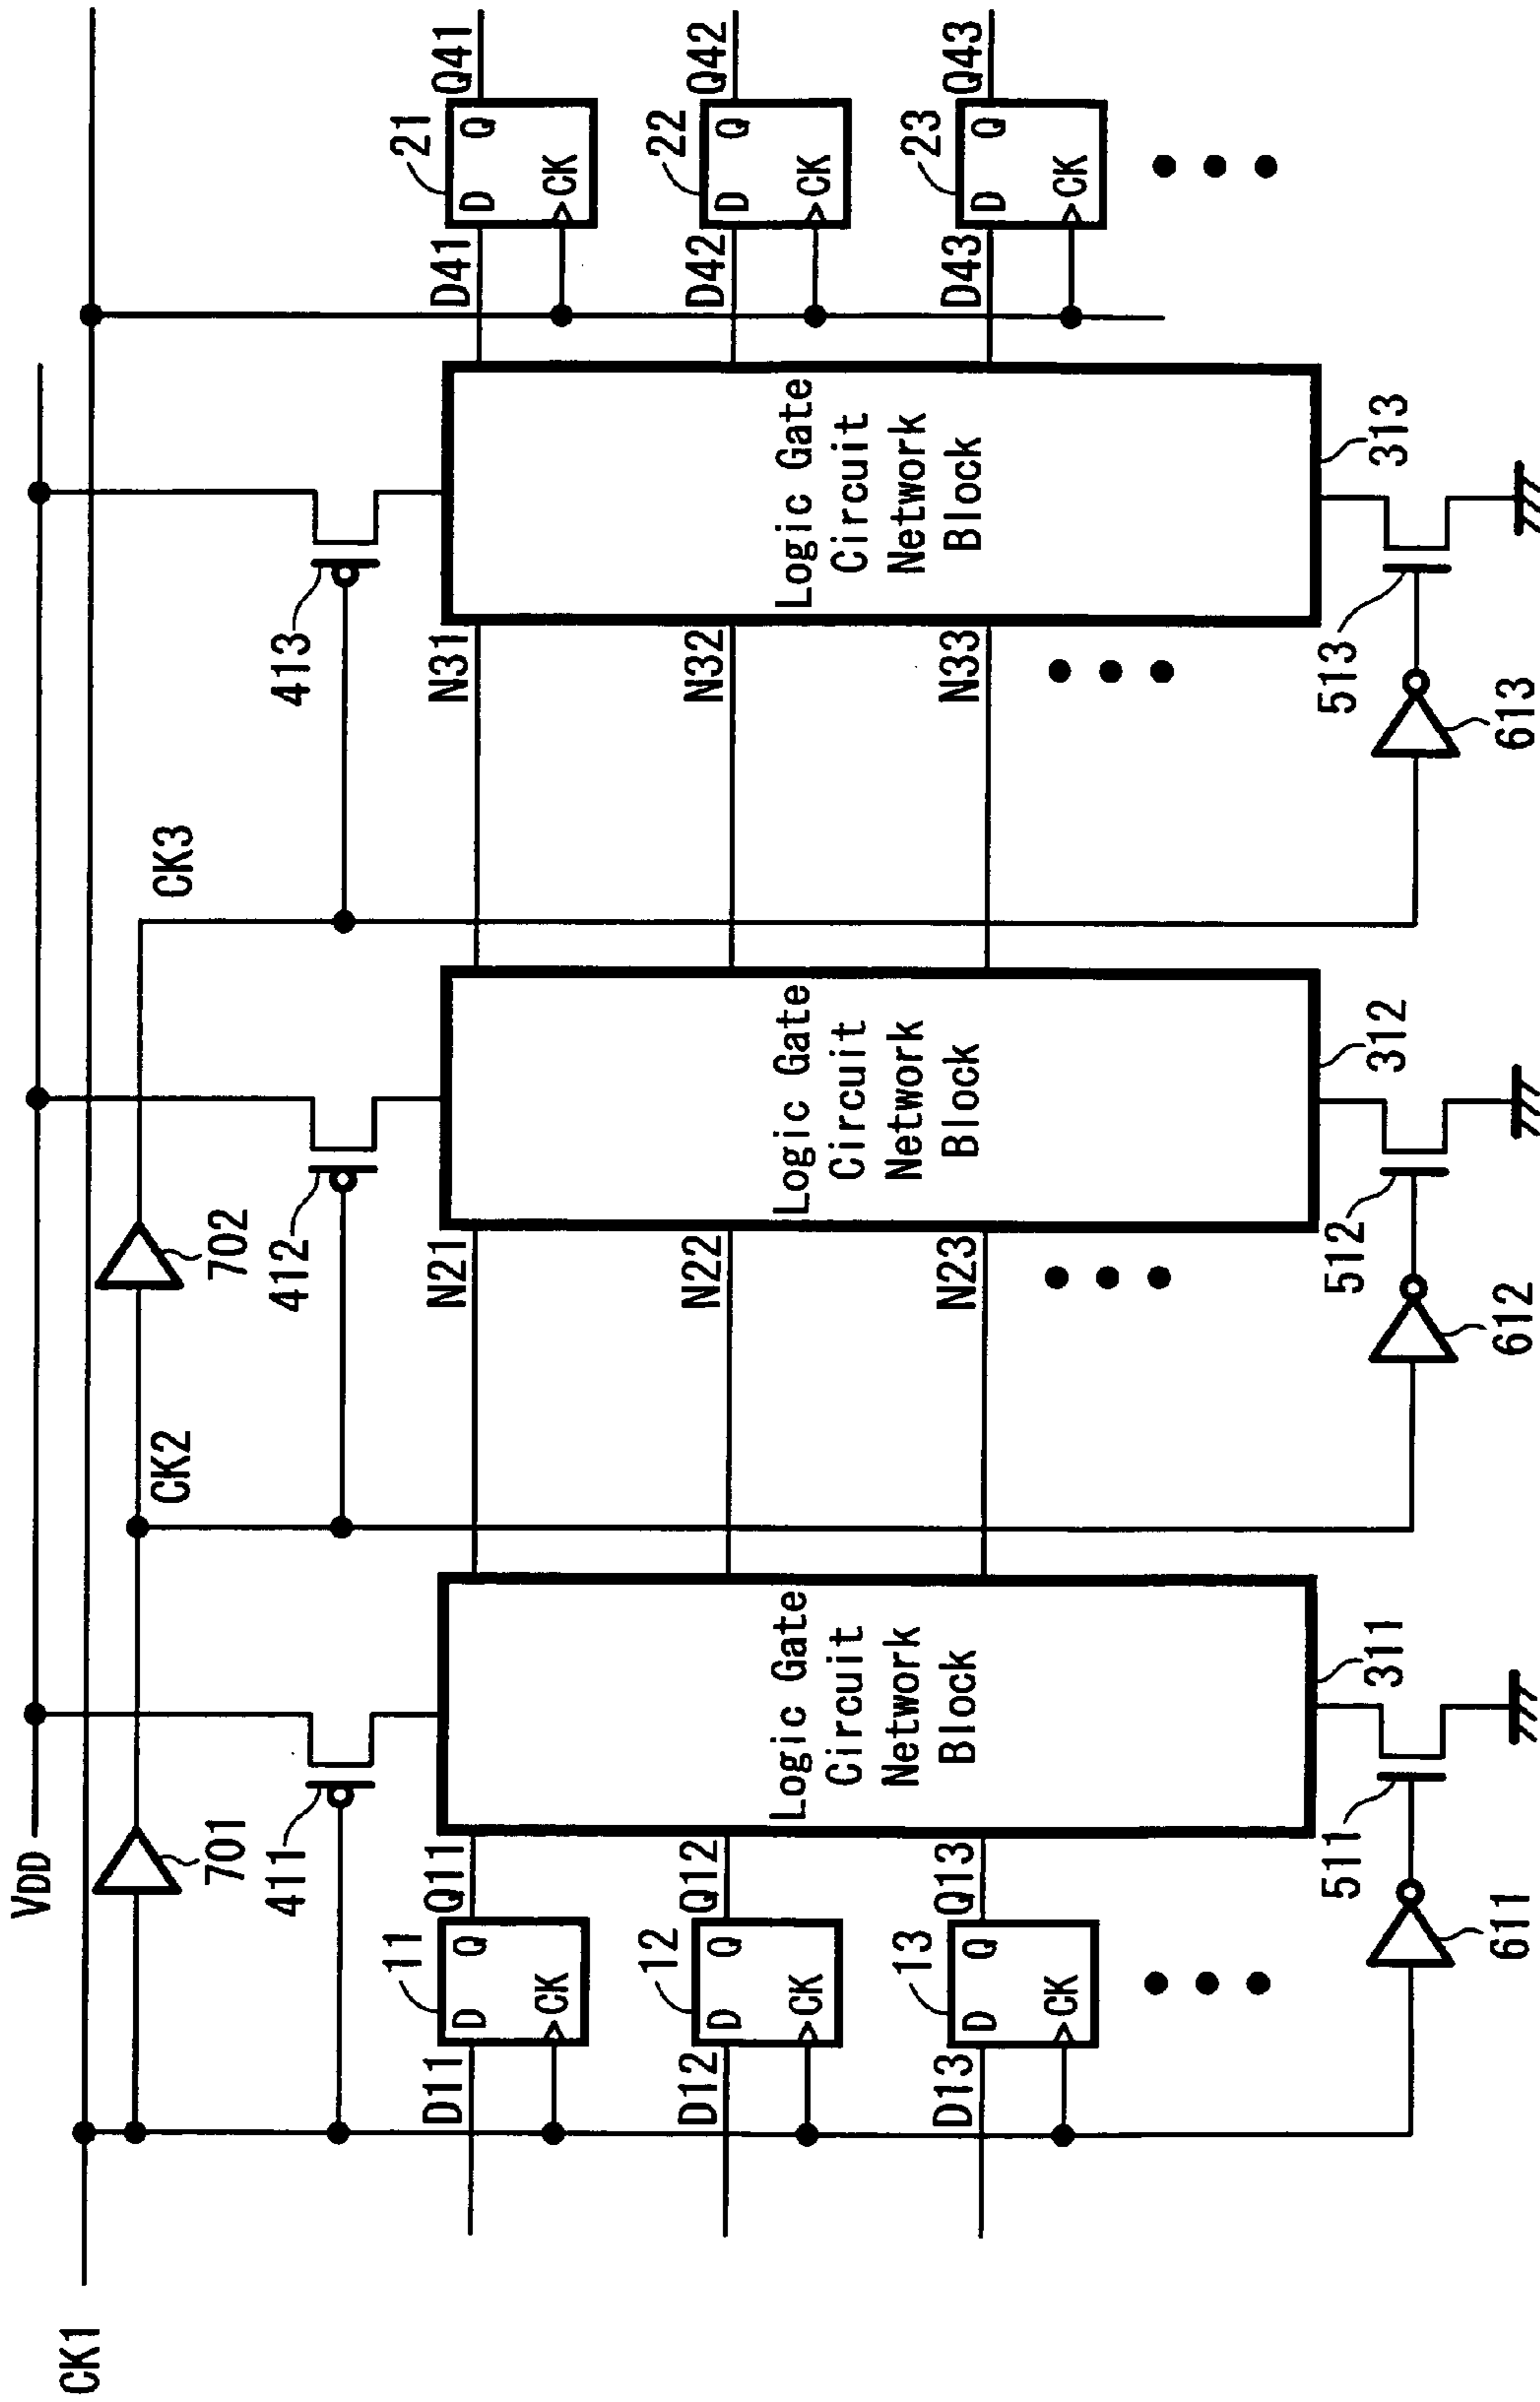 CK1
VDD
CK2
CK3
701
702
411
412
413
D11
11
D
Q
CK
Q11
D12
12
D
Q
CK
Q12
D13
13
D
Q
CK
Q13
Logic Gate
Circuit
Network
Block
311
511
611
N21
N22
N23
Logic Gate
Circuit
Network
Block
312
512
612
N31
N32
N33
Logic Gate
Circuit
Network
Block
313
513
613
D41
21
D
Q
CK
Q41
D42
22
D
Q
CK
Q42
D43
23
D
Q
CK
Q43